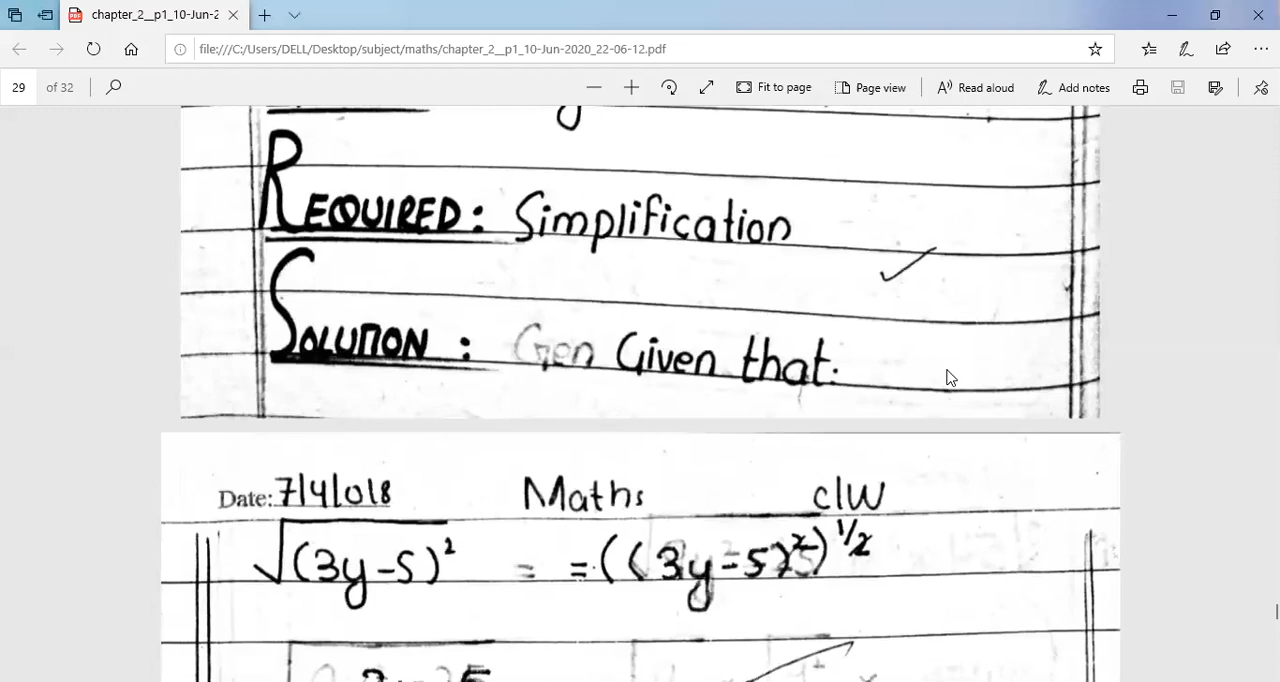 chapter_2__p1_10-Jun-2
file:///C:/Users/DELL/Desktop/subject/maths/chapter_2__p1_10-Jun-2020_22-06-12.pdf
29 of 32 Fit to page Page view Read aloud Add notes
REQUIRED: Simplification
SOLUTION: Gen Given that:
Date: 7/4/018 Maths C/W
√(3y-5)² = =((3y-5)²)^1/2